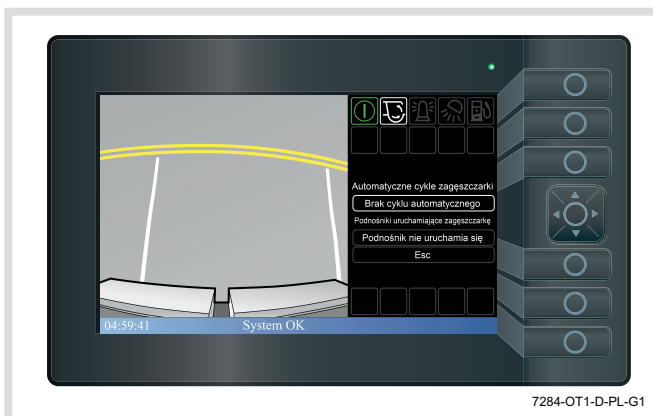 Automatyczne cykle zagęszczarki
Brak cyklu automatycznego
Podnośniki uruchamiające zagęszczarkę
Podnośnik nie uruchamia się
Esc
04:59:41 System OK
7284-OT1-D-PL-G1